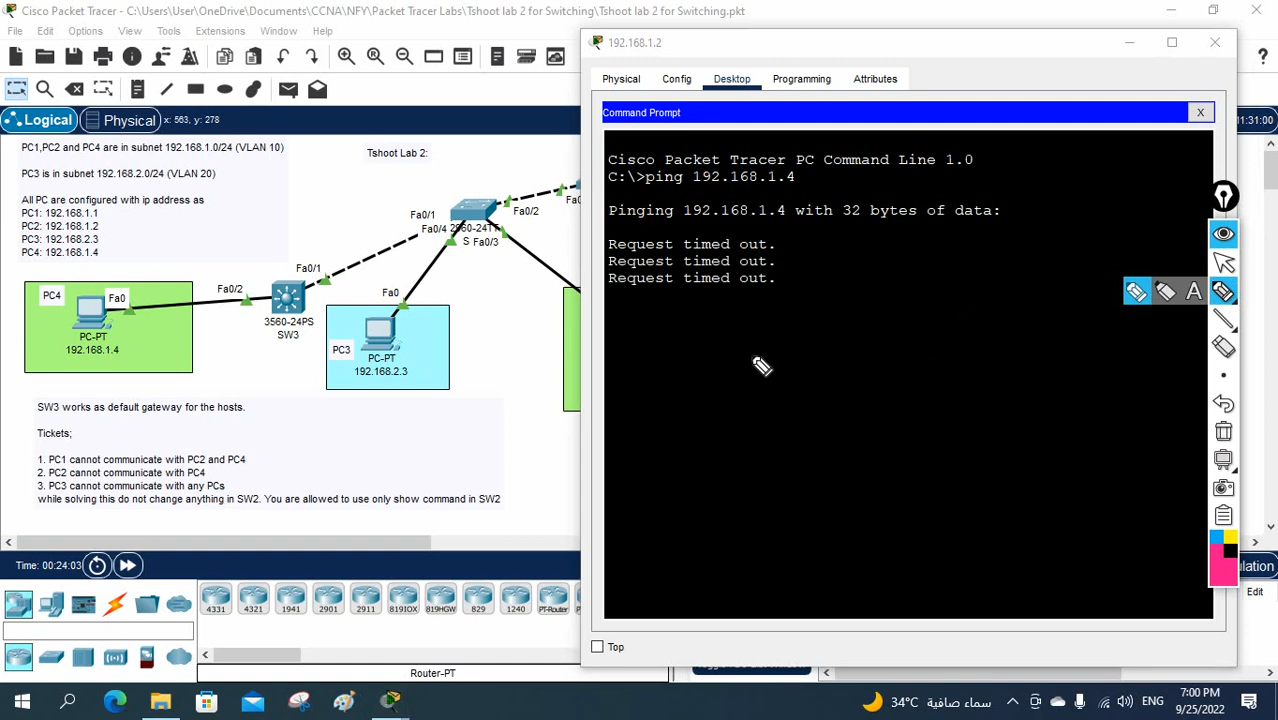 Cisco Packet Tracer - C:\Users\User\OneDrive\Documents\CCNA\NFY\Packet Tracer Labs\Tshoot lab 2 for Switching\Tshoot lab 2 for Switching.pkt
File Edit Options View Tools Extensions Window Help
Logical Physical x: 563, y: 278
11:31:00
PC1,PC2 and PC4 are in subnet 192.168.1.0/24 (VLAN 10)
PC3 is in subnet 192.168.2.0/24 (VLAN 20)
All PC are configured with ip address as
PC1: 192.168.1.1
PC2: 192.168.1.2
PC3: 192.168.2.3
PC4: 192.168.1.4
Tshoot Lab 2:
Fa0/1
Fa0/4
Fa0/2
2960-24TT
S
Fa0/3
Fa0/1
Fa0/2
PC4
Fa0
PC-PT
192.168.1.4
3560-24PS
SW3
Fa0
PC3
PC-PT
192.168.2.3
SW3 works as default gateway for the hosts.
Tickets;
1. PC1 cannot communicate with PC2 and PC4
2. PC2 cannot communicate with PC4
3. PC3 cannot communicate with any PCs
while solving this do not change anything in SW2. You are allowed to use only show command in SW2
192.168.1.2
Physical Config Desktop Programming Attributes
Command Prompt
X
Cisco Packet Tracer PC Command Line 1.0
C:\>ping 192.168.1.4
Pinging 192.168.1.4 with 32 bytes of data:
Request timed out.
Request timed out.
Request timed out.
Top
Time: 00:24:03
4331 4321 1941 2901 2911 819IOX 819HGW 829 1240 PT-Router
Router-PT
Edit
34°C سماء صافية
ENG
7:00 PM
9/25/2022